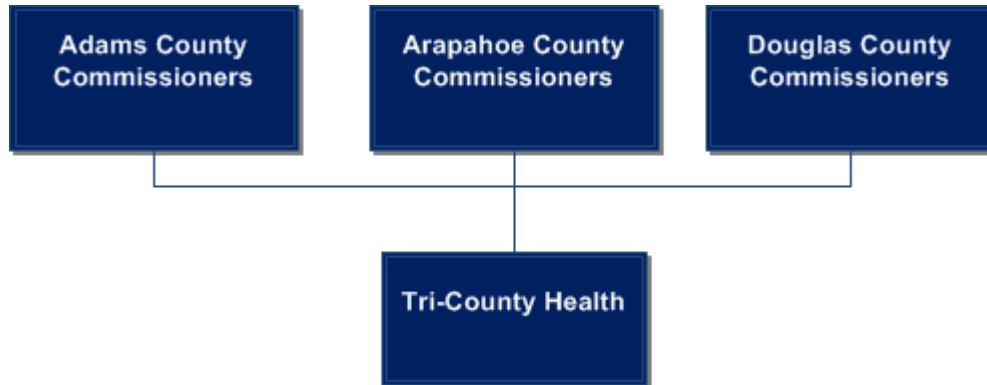 Adams County
Commissioners
Arapahoe County
Commissioners
Douglas County
Commissioners
Tri-County Health